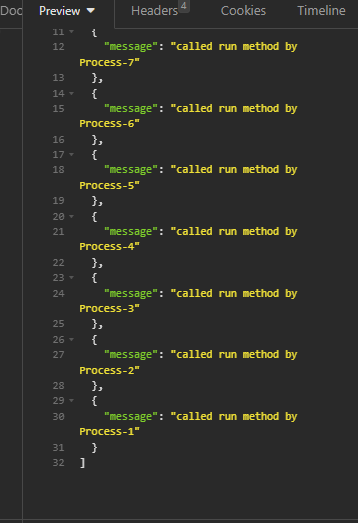 Doc Preview Headers 4 Cookies Timeline
11 {
12 "message": "called run method by
Process-7"
13 },
14 {
15 "message": "called run method by
Process-6"
16 },
17 {
18 "message": "called run method by
Process-5"
19 },
20 {
21 "message": "called run method by
Process-4"
22 },
23 {
24 "message": "called run method by
Process-3"
25 },
26 {
27 "message": "called run method by
Process-2"
28 },
29 {
30 "message": "called run method by
Process-1"
31 }
32 ]